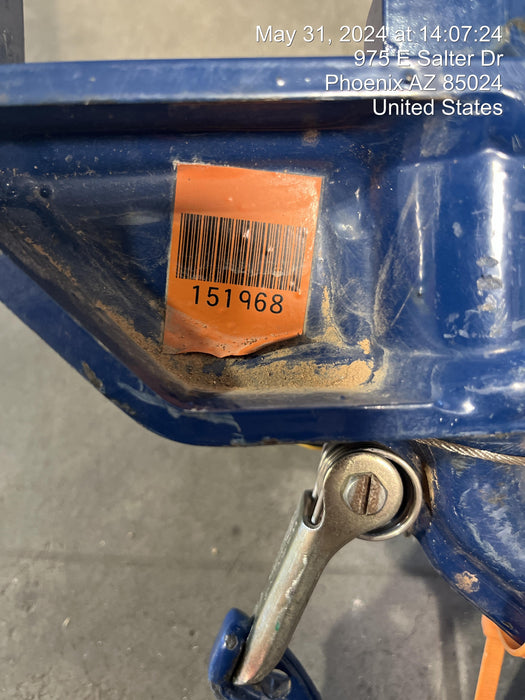 May 31, 2024 at 14:07:24
975 E Salter Dr
Phoenix AZ 85024
United States
151968